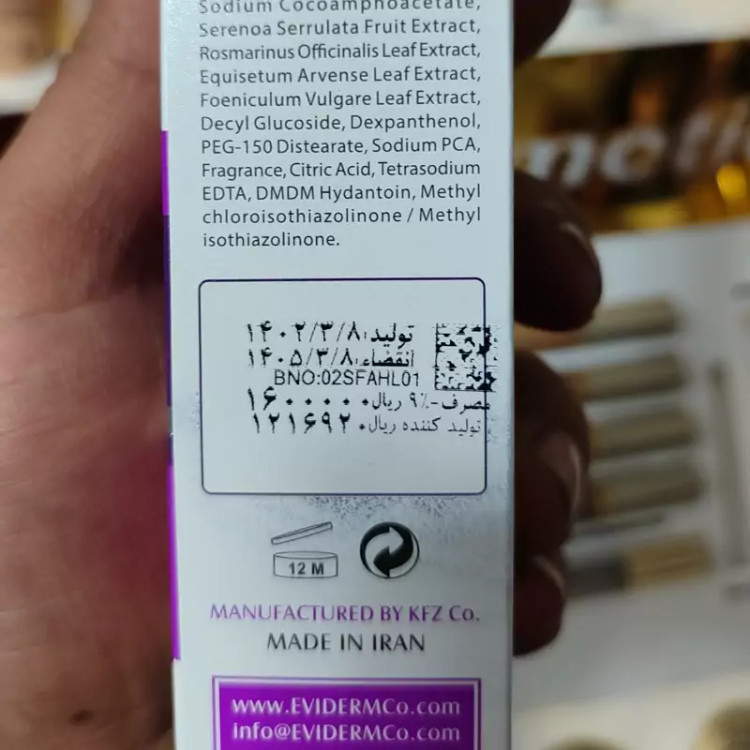 Sodium Cocoamphoacetate,
Serenoa Serrulata Fruit Extract,
Rosmarinus Officinalis Leaf Extract,
Equisetum Arvense Leaf Extract,
Foeniculum Vulgare Leaf Extract,
Decyl Glucoside, Dexpanthenol,
PEG-150 Distearate, Sodium PCA,
Fragrance, Citric Acid, Tetrasodium
EDTA, DMDM Hydantoin, Methyl
chloroisothiazolinone / Methyl
isothiazolinone.
تولید: ۱۴۰۲/۳/۸
انقضاء: ۱۴۰۵/۳/۸
BNO:02SFAHL01
مصرف-٪۹ ریال ۱۶۰۰۰۰۰
تولید کننده ریال ۱۲۱۶۹۲۰
12 M
MANUFACTURED BY KFZ Co.
MADE IN IRAN
www.EVIDERMCo.com
info@EVIDERMCo.com